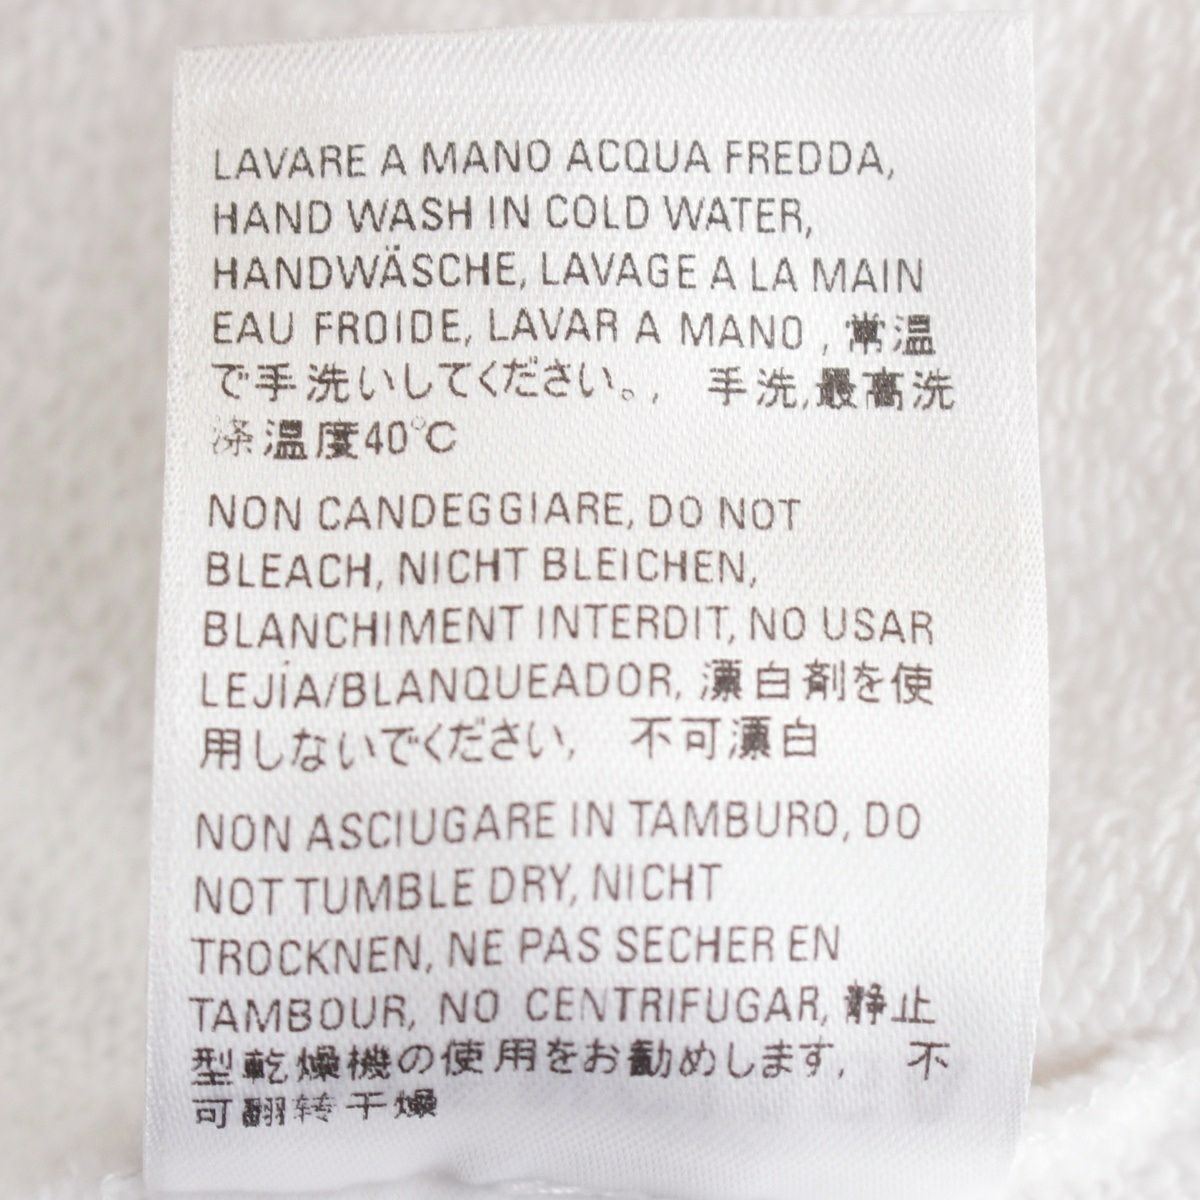 LAVARE A MANO ACQUA FREDDA,
HAND WASH IN COLD WATER,
HANDWÄSCHE, LAVAGE A LA MAIN
EAU FROIDE, LAVAR A MANO , 常温
で手洗いしてください。, 手洗,最高洗
涤温度40°C
NON CANDEGGIARE, DO NOT
BLEACH, NICHT BLEICHEN,
BLANCHIMENT INTERDIT, NO USAR
LEJÍA/BLANQUEADOR, 漂白剤を使
用しないでください, 不可漂白
NON ASCIUGARE IN TAMBURO, DO
NOT TUMBLE DRY, NICHT
TROCKNEN, NE PAS SECHER EN
TAMBOUR, NO CENTRIFUGAR, 静止
型乾燥機の使用をお勧めします, 不
可翻转干燥